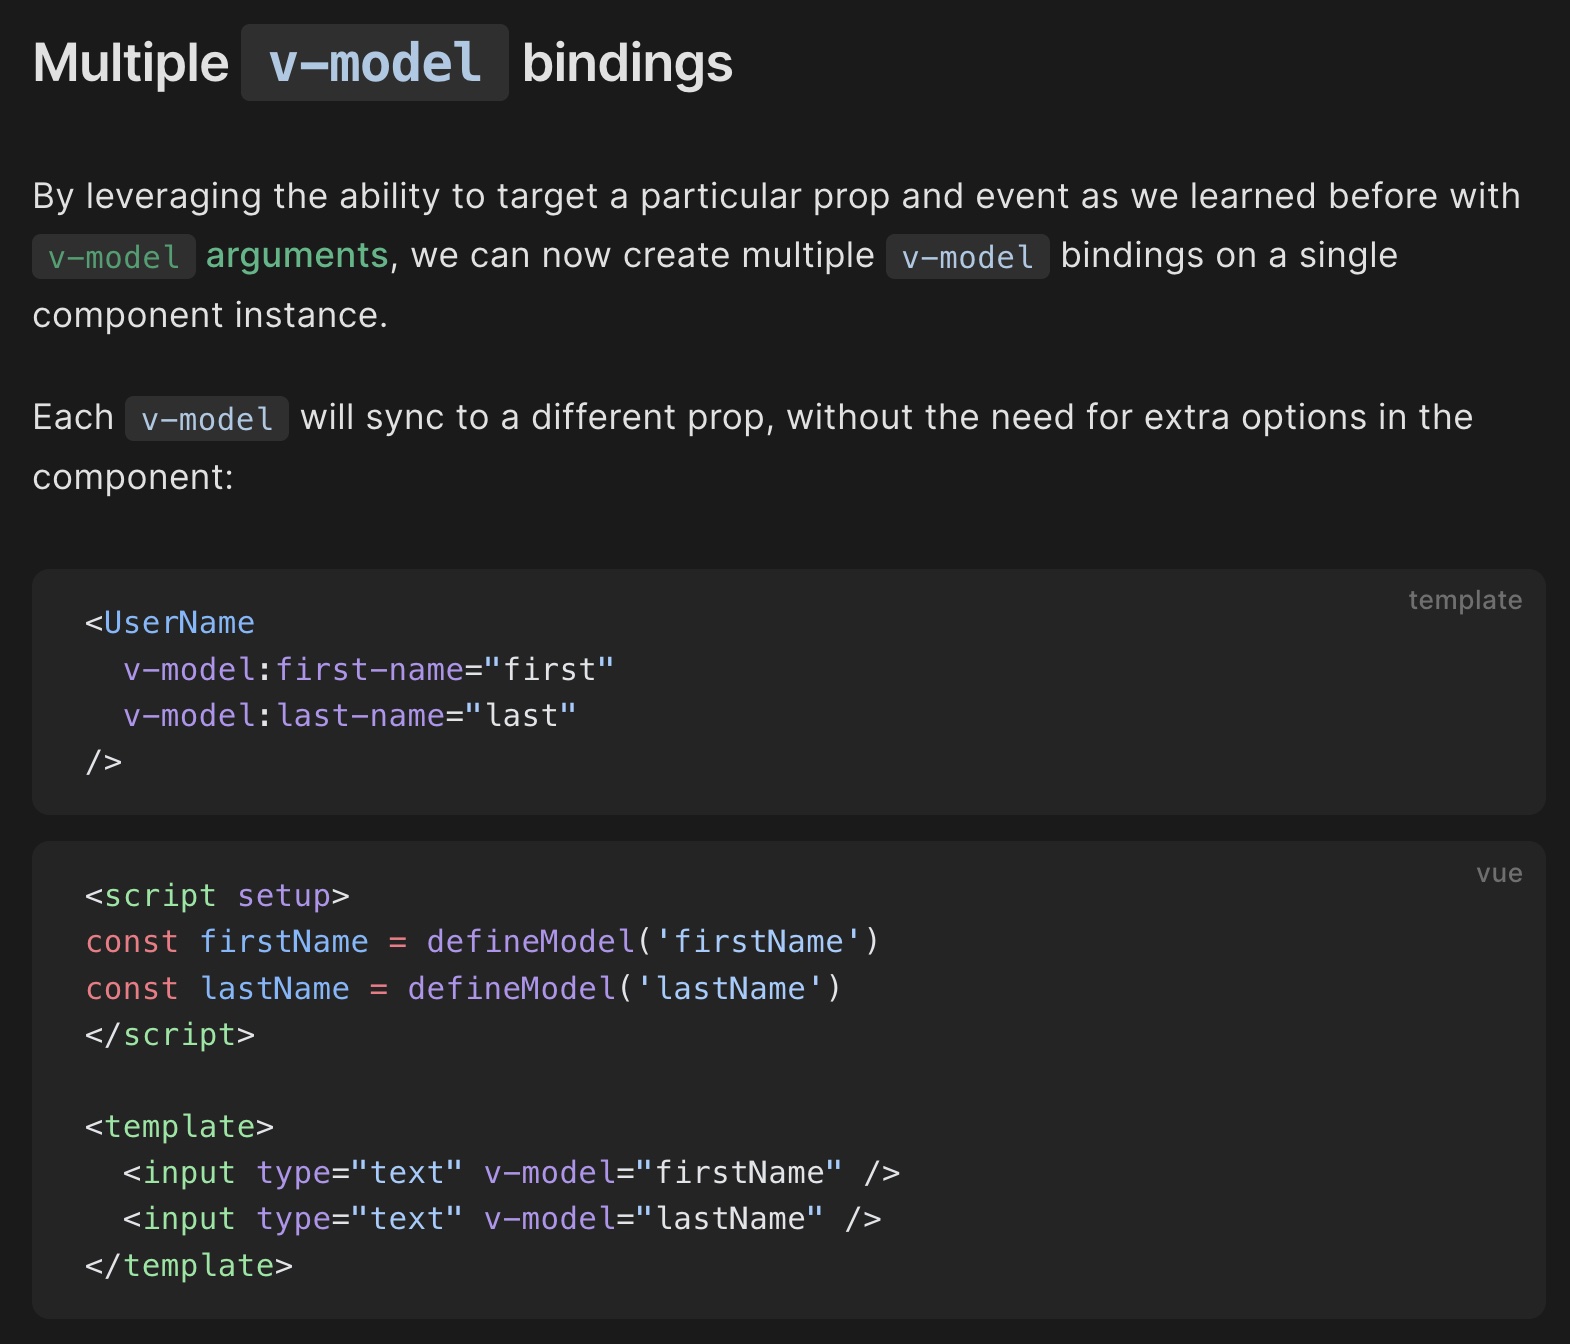 Multiple v-model bindings
By leveraging the ability to target a particular prop and event as we learned before with
v-model arguments, we can now create multiple v-model bindings on a single
component instance.
Each v-model will sync to a different prop, without the need for extra options in the
component:
template
<UserName
  v-model:first-name="first"
  v-model:last-name="last"
/>
vue
<script setup>
const firstName = defineModel('firstName')
const lastName = defineModel('lastName')
</script>

<template>
  <input type="text" v-model="firstName" />
  <input type="text" v-model="lastName" />
</template>